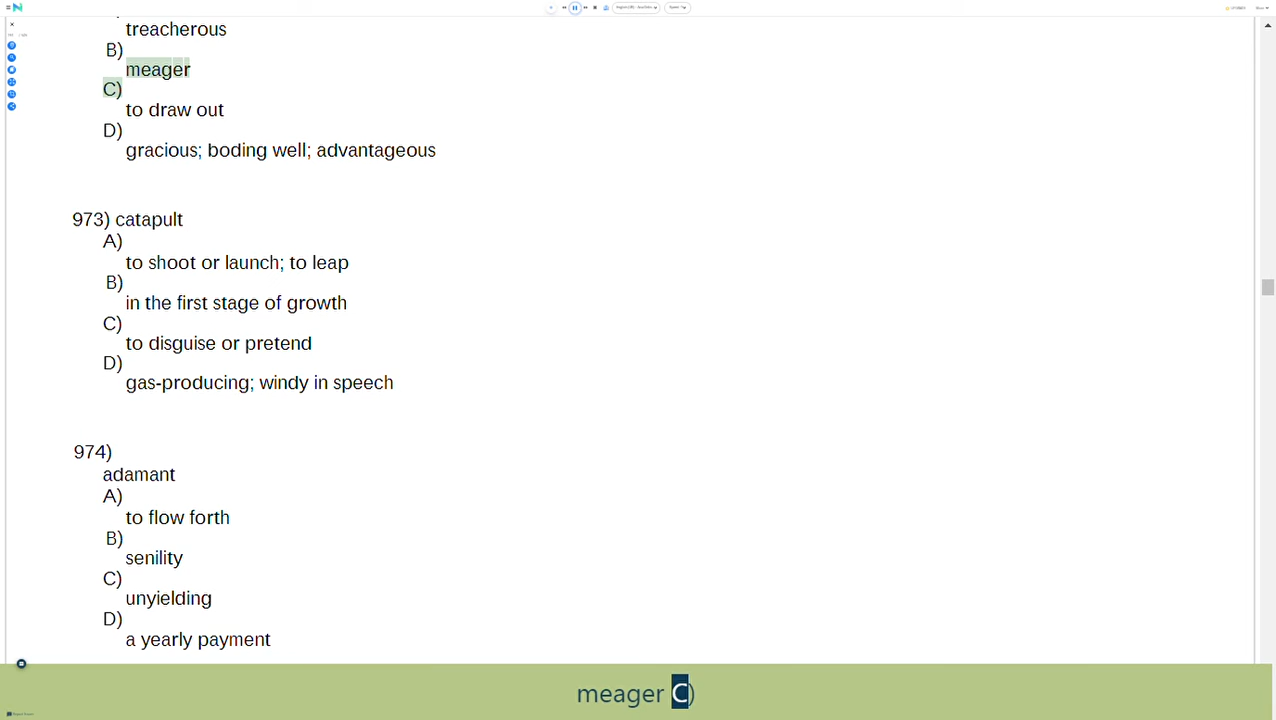 treacherous
B)
meager
C)
to draw out
D)
gracious; boding well; advantageous
973) catapult
A)
to shoot or launch; to leap
B)
in the first stage of growth
C)
to disguise or pretend
D)
gas-producing; windy in speech
974)
adamant
A)
to flow forth
B)
senility
C)
unyielding
D)
a yearly payment
meager C)